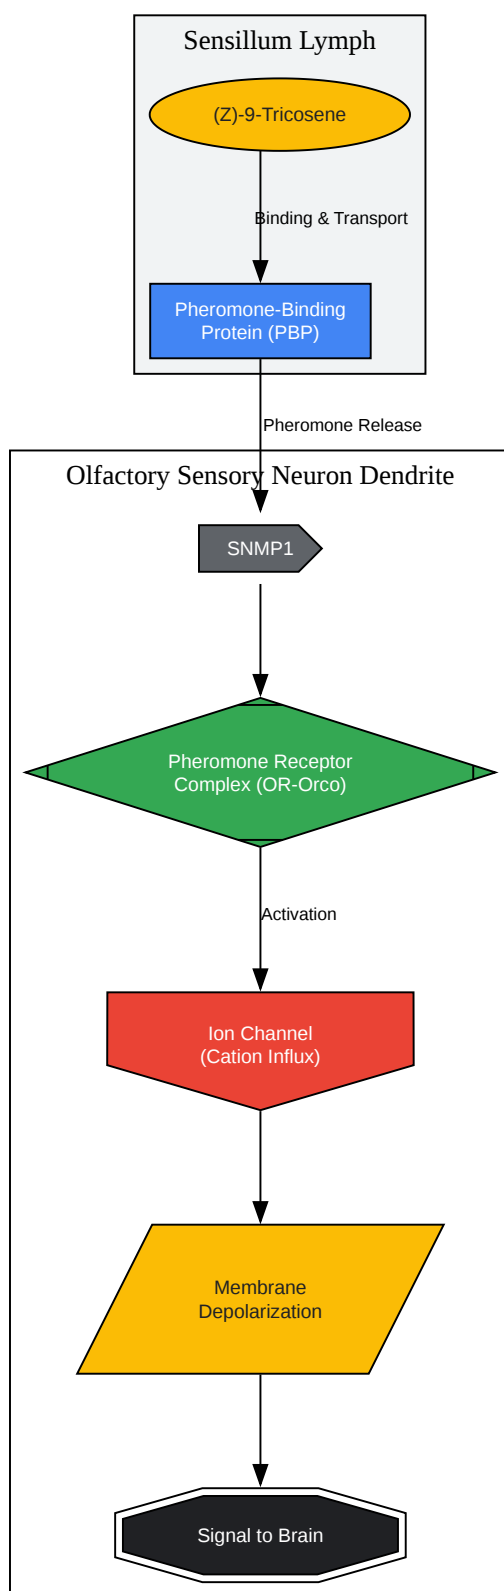 Sensillum Lymph
(Z)-9-Tricosene
Binding & Transport
Pheromone-Binding
Protein (PBP)
Pheromone Release
Olfactory Sensory Neuron Dendrite
SNMP1
Pheromone Receptor
Complex (OR-Orco)
Activation
Ion Channel
(Cation Influx)
Membrane
Depolarization
Signal to Brain